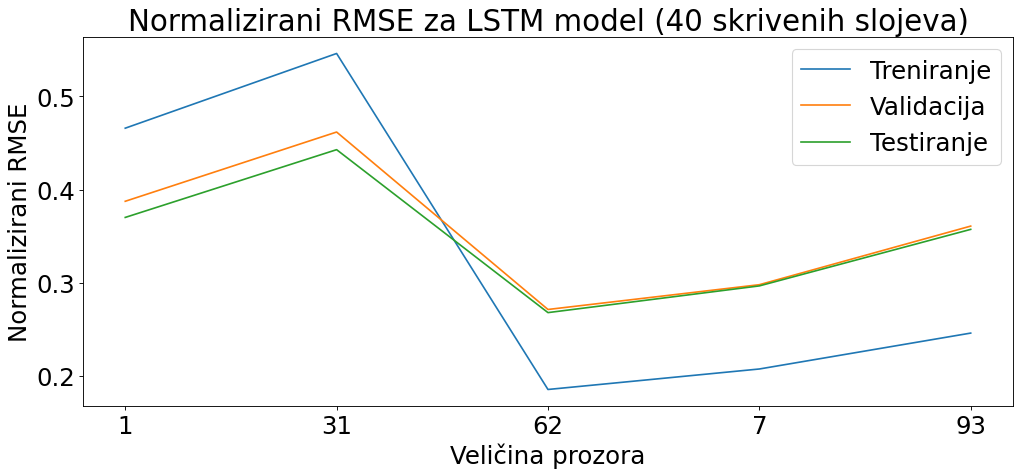 Normalizirani RMSE za LSTM model (40 skrivenih slojeva)
Treniranje
Validacija
Testiranje
Normalizirani RMSE
0.5
0.4
0.3
0.2
1 31 62 7 93
Veličina prozora